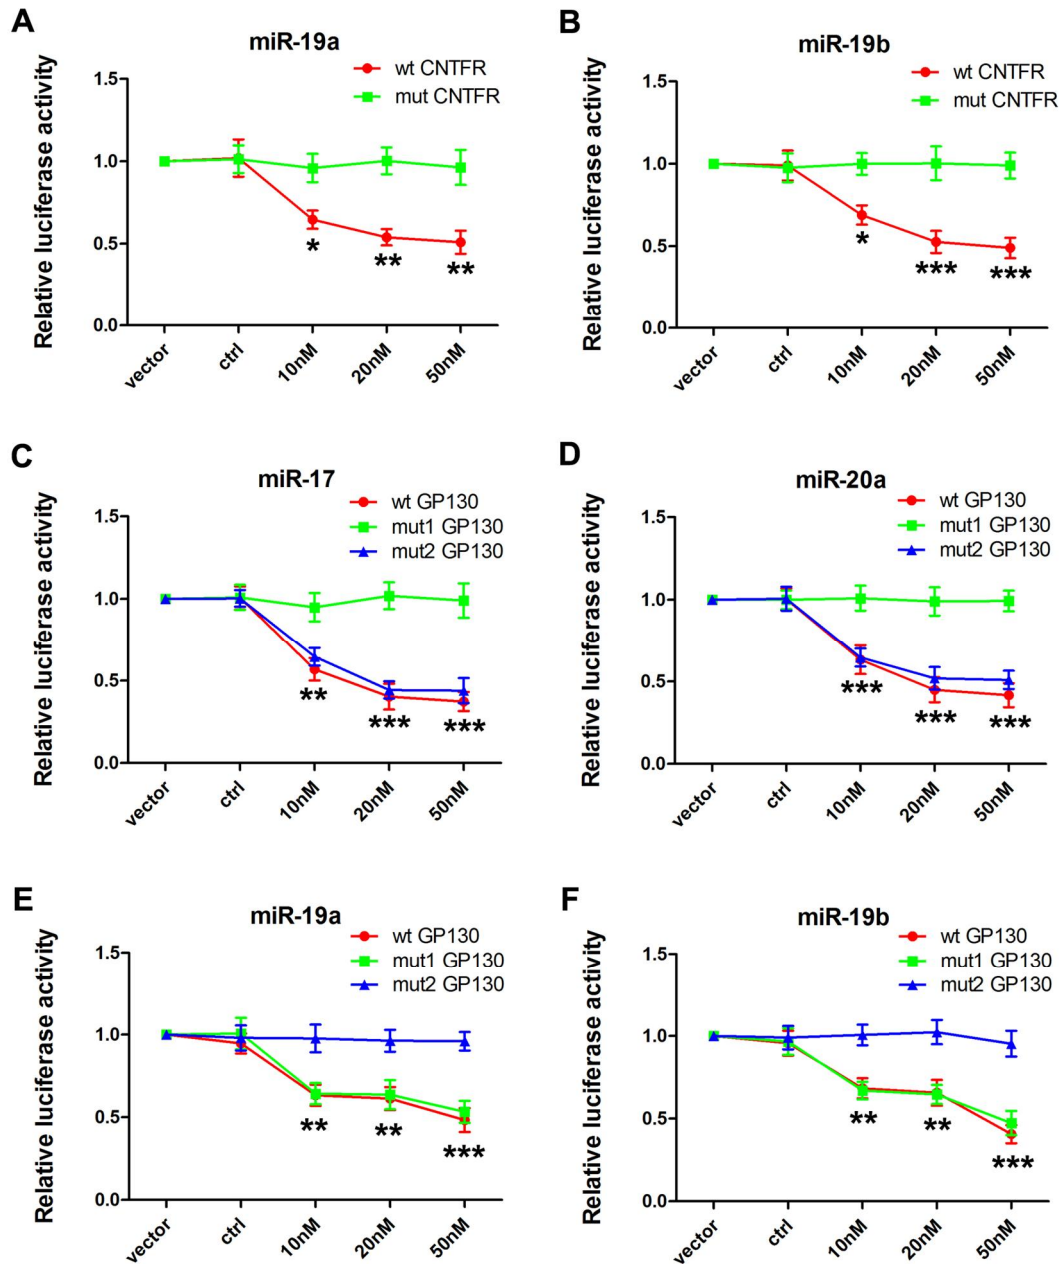 A
miR-19a
wt CNTFR
mut CNTFR
Relative luciferase activity
1.5
1.0
0.5
0.0
*
**
**
vector
ctrl
10nM
20nM
50nM
B
miR-19b
wt CNTFR
mut CNTFR
Relative luciferase activity
1.5
1.0
0.5
0.0
*
***
***
vector
ctrl
10nM
20nM
50nM
C
miR-17
wt GP130
mut1 GP130
mut2 GP130
Relative luciferase activity
1.5
1.0
0.5
0.0
**
***
***
vector
ctrl
10nM
20nM
50nM
D
miR-20a
wt GP130
mut1 GP130
mut2 GP130
Relative luciferase activity
1.5
1.0
0.5
0.0
***
***
***
vector
ctrl
10nM
20nM
50nM
E
miR-19a
wt GP130
mut1 GP130
mut2 GP130
Relative luciferase activity
1.5
1.0
0.5
0.0
**
**
***
vector
ctrl
10nM
20nM
50nM
F
miR-19b
wt GP130
mut1 GP130
mut2 GP130
Relative luciferase activity
1.5
1.0
0.5
0.0
**
**
***
vector
ctrl
10nM
20nM
50nM